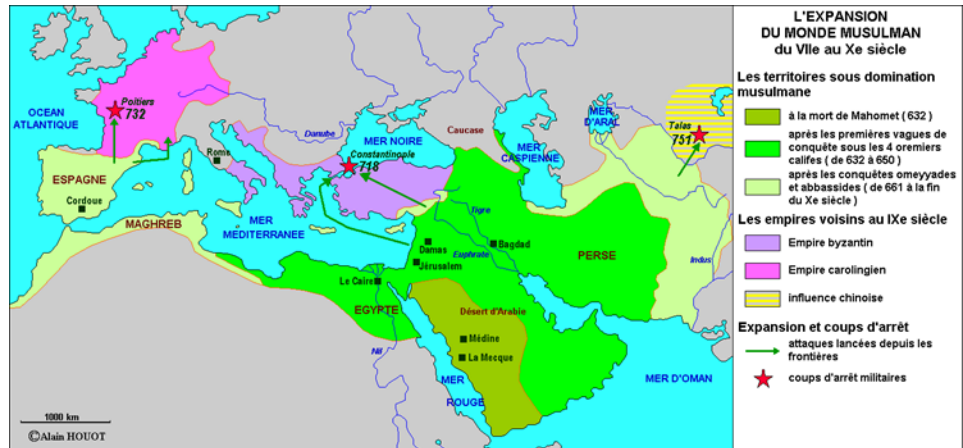 L'EXPANSION
DU MONDE MUSULMAN
du VIIe au Xe siècle
Les territoires sous domination
musulmane
à la mort de Mahomet ( 632 )
après les premières vagues de
conquête sous les 4 oremiers
califes ( de 632 à 650 )
après les conquêtes omeyyades
et abbassides ( de 661 à la fin
du Xe siècle )
Les empires voisins au IXe siècle
Empire byzantin
Empire carolingien
influence chinoise
Expansion et coups d'arrêt
attaques lancées depuis les
frontières
coups d'arrêt militaires
OCEAN
ATLANTIQUE
Poitiers
732
Danube
MER NOIRE
Caucase
MER
CASPIENNE
MER
D'ARAL
Talas
751
Rome
Constantinople
718
ESPAGNE
Cordoue
MAGHREB
MER
MEDITERRANEE
Tigre
Damas
Bagdad
Euphrate
Jérusalem
PERSE
Indus
Le Caire
EGYPTE
Désert d'Arabie
Médine
La Mecque
Nil
MER
ROUGE
MER D'OMAN
1000 km
©Alain HOUOT